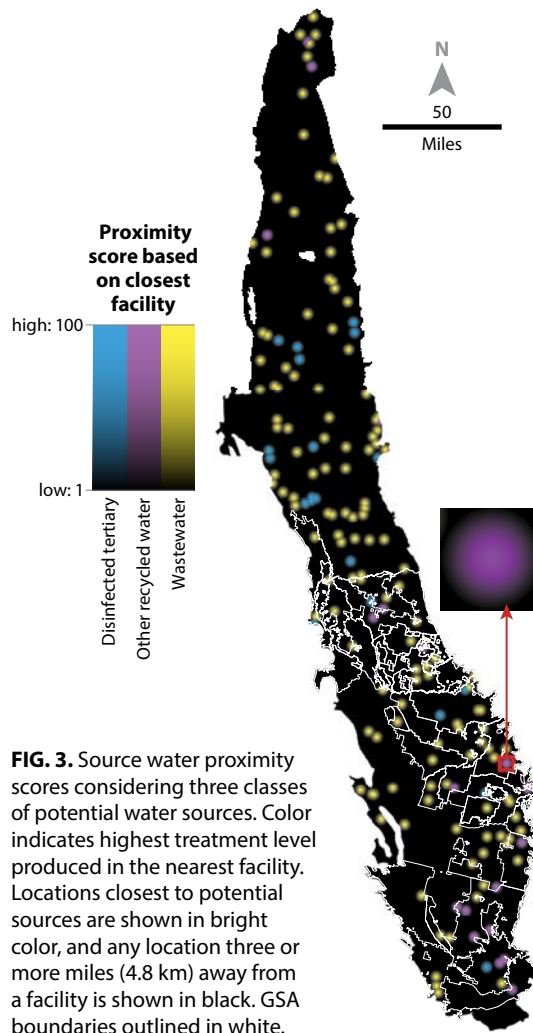 N
50
Miles
Proximity
score based
on closest
facility
high: 100
low: 1
Disinfected tertiary
Other recycled water
Wastewater
FIG. 3. Source water proximity
scores considering three classes
of potential water sources. Color
indicates highest treatment level
produced in the nearest facility.
Locations closest to potential
sources are shown in bright
color, and any location three or
more miles (4.8 km) away from
a facility is shown in black. GSA
boundaries outlined in white.